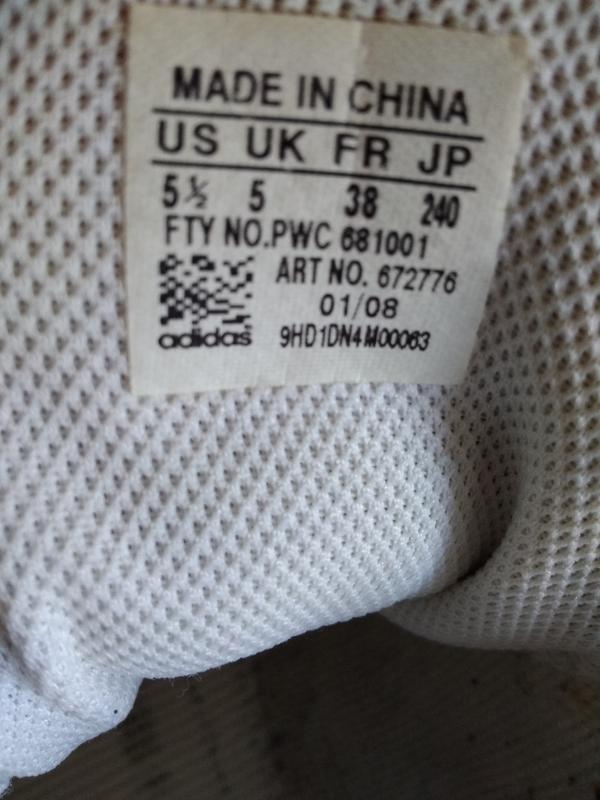 MADE IN CHINA
US UK FR JP
5½ 5 38 240
FTY NO.PWC 681001
ART NO. 672776
01/08
adidas 9HD1DN4M00063